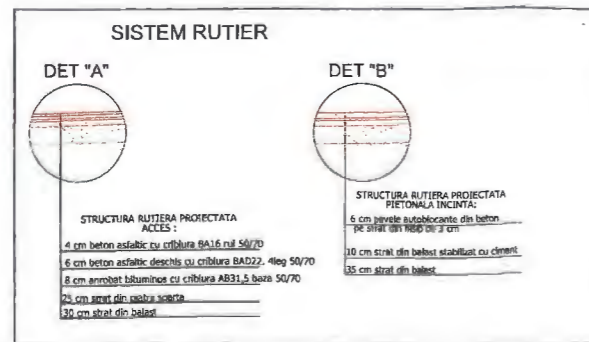 SISTEM RUTIER
DET "A"
DET "B"
STRUCTURA RUTIERA PROIECTATA
ACCES :
4 cm beton asfaltic cu criblura BA16 rul 50/70
6 cm beton asfaltic deschis cu criblura BAD22, 4leg 50/70
8 cm anrobat bituminos cu criblura AB31,5 baza 50/70
25 cm strat din piatra sparta
30 cm strat din balast
STRUCTURA RUTIERA PROIECTATA
PIETONALA INCINTA:
6 cm pavele autoblocante din beton
pe strat din nisip de 3 cm
10 cm strat din balast stabilizat cu ciment
35 cm strat din balast